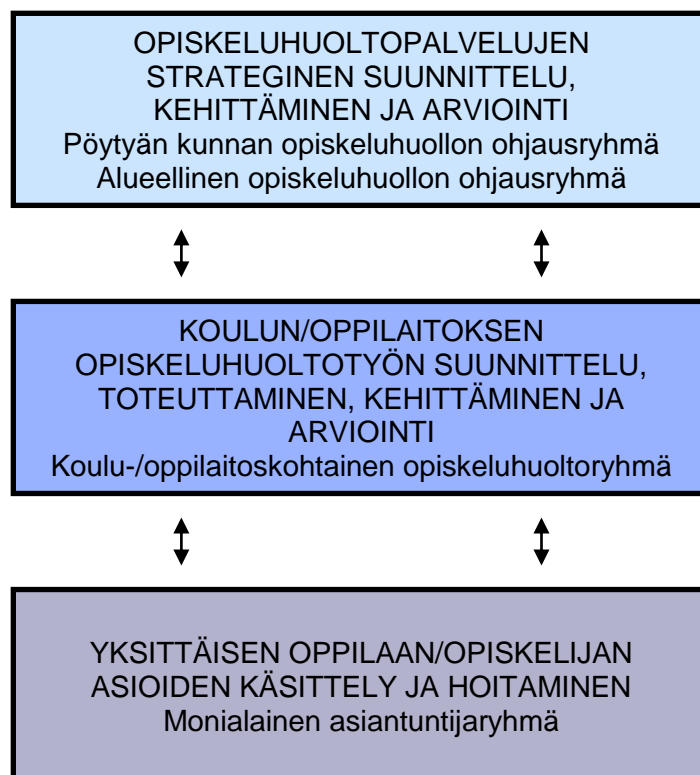 OPISKELUHUOLTOPALVELUJEN
STRATEGINEN SUUNNITTELU,
KEHITTÄMINEN JA ARVIOINTI
Pöytyän kunnan opiskeluhuollon ohjausryhmä
Alueellinen opiskeluhuollon ohjausryhmä
KOULUN/OPPILAITOKSEN
OPISKELUHUOLTOTYÖN SUUNNITTELU,
TOTEUTTAMINEN, KEHITTÄMINEN JA
ARVIOINTI
Koulu-/oppilaitoskohtainen opiskeluhuoltoryhmä
YKSITTÄISEN OPPILAAN/OPISKELIJAN
ASIOIDEN KÄSITTELY JA HOITAMINEN
Monialainen asiantuntijaryhmä